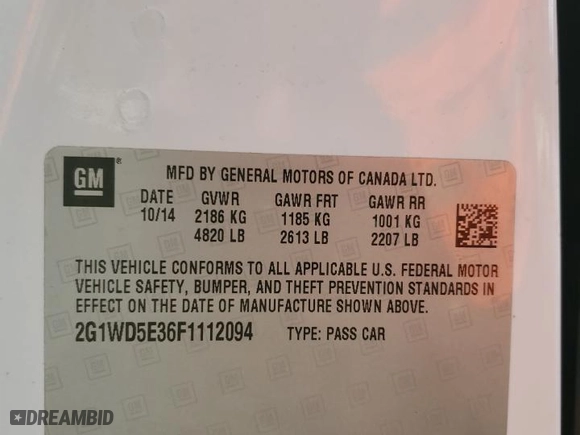 GM ®
MFD BY GENERAL MOTORS OF CANADA LTD.
DATE GVWR GAWR FRT GAWR RR
10/14 2186 KG 1185 KG 1001 KG
4820 LB 2613 LB 2207 LB
THIS VEHICLE CONFORMS TO ALL APPLICABLE U.S. FEDERAL MOTOR
VEHICLE SAFETY, BUMPER, AND THEFT PREVENTION STANDARDS IN
EFFECT ON THE DATE OF MANUFACTURE SHOWN ABOVE.
2G1WD5E36F1112094 TYPE: PASS CAR
DREAMBID